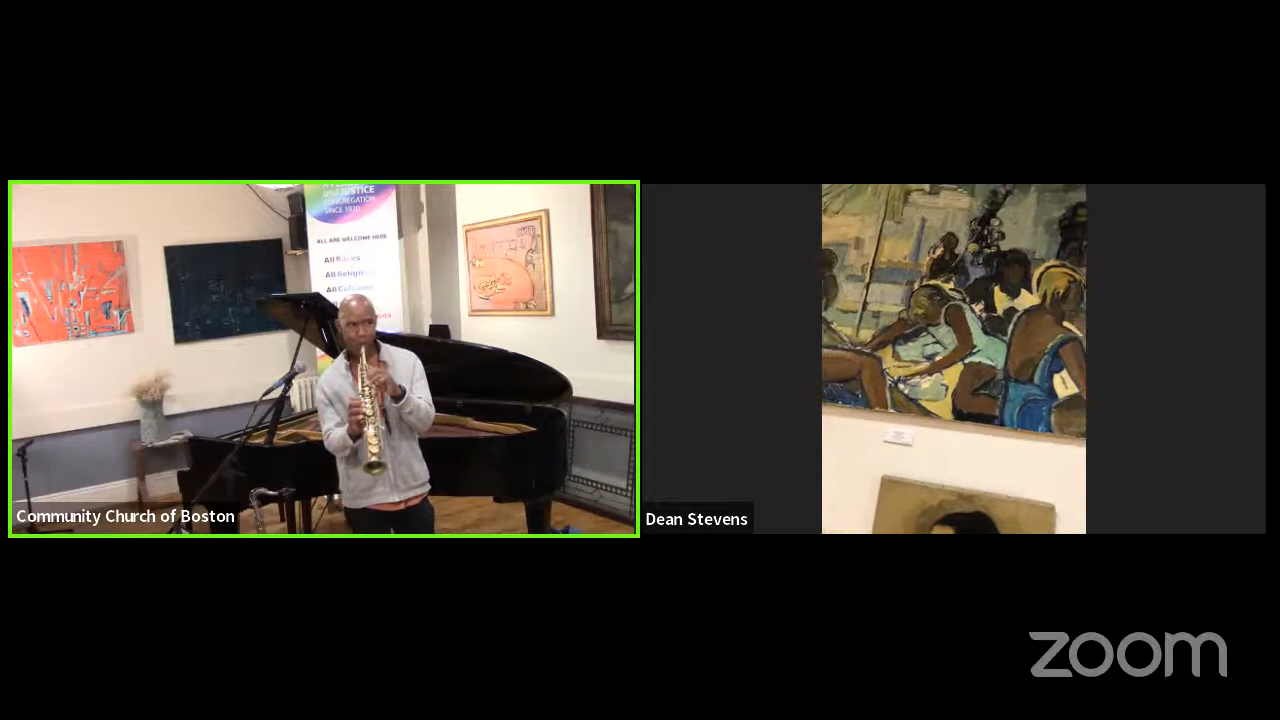 JUSTICE
CONGREGATION
SINCE 1920
ALL ARE WELCOME HERE
All Races
All
All Cultures
Community Church of Boston
Dean Stevens
zoom